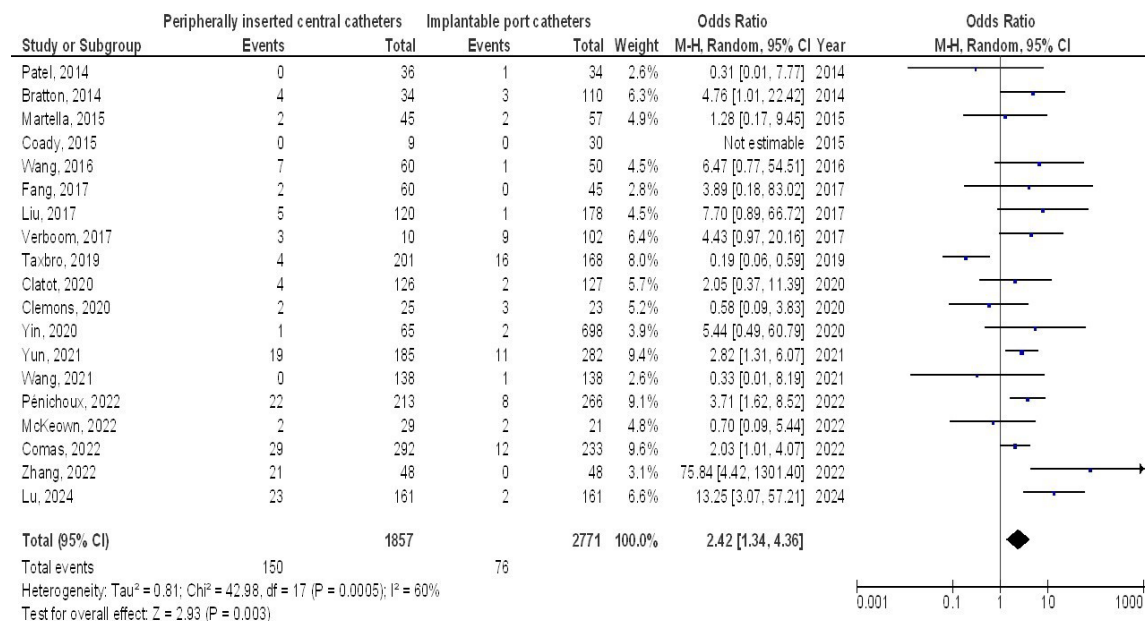 Peripherally inserted central catheters Implantable port catheters Odds Ratio Odds Ratio
Study or Subgroup Events Total Events Total Weight M-H, Random, 95% CI Year M-H, Random, 95% CI
Patel, 2014 0 36 1 34 2.6% 0.31 [0.01, 7.77] 2014
Bratton, 2014 4 34 3 110 6.3% 4.76 [1.01, 22.42] 2014
Martella, 2015 2 45 2 57 4.9% 1.28 [0.17, 9.45] 2015
Coady, 2015 0 9 0 30 Not estimable 2015
Wang, 2016 7 60 1 50 4.5% 6.47 [0.77, 54.51] 2016
Fang, 2017 2 60 0 45 2.8% 3.89 [0.18, 83.02] 2017
Liu, 2017 5 120 1 178 4.5% 7.70 [0.89, 66.72] 2017
Verboom, 2017 3 10 9 102 6.4% 4.43 [0.97, 20.16] 2017
Taxbro, 2019 4 201 16 168 8.0% 0.19 [0.06, 0.59] 2019
Clatot, 2020 4 126 2 127 5.7% 2.05 [0.37, 11.39] 2020
Clemons, 2020 2 25 3 23 5.2% 0.58 [0.09, 3.83] 2020
Yin, 2020 1 65 2 698 3.9% 5.44 [0.49, 60.79] 2020
Yun, 2021 19 185 11 282 9.4% 2.82 [1.31, 6.07] 2021
Wang, 2021 0 138 1 138 2.6% 0.33 [0.01, 8.19] 2021
Pénichoux, 2022 22 213 8 266 9.1% 3.71 [1.62, 8.52] 2022
McKeown, 2022 2 29 2 21 4.8% 0.70 [0.09, 5.44] 2022
Comas, 2022 29 292 12 233 9.6% 2.03 [1.01, 4.07] 2022
Zhang, 2022 21 48 0 48 3.1% 75.84 [4.42, 1301.40] 2022
Lu, 2024 23 161 2 161 6.6% 13.25 [3.07, 57.21] 2024
Total (95% CI) 1857 2771 100.0% 2.42 [1.34, 4.36]
Total events 150 76
Heterogeneity: Tau² = 0.81; Chi² = 42.98, df = 17 (P = 0.0005); I² = 60%
Test for overall effect: Z = 2.93 (P = 0.003)
0.001 0.1 1 10 1000